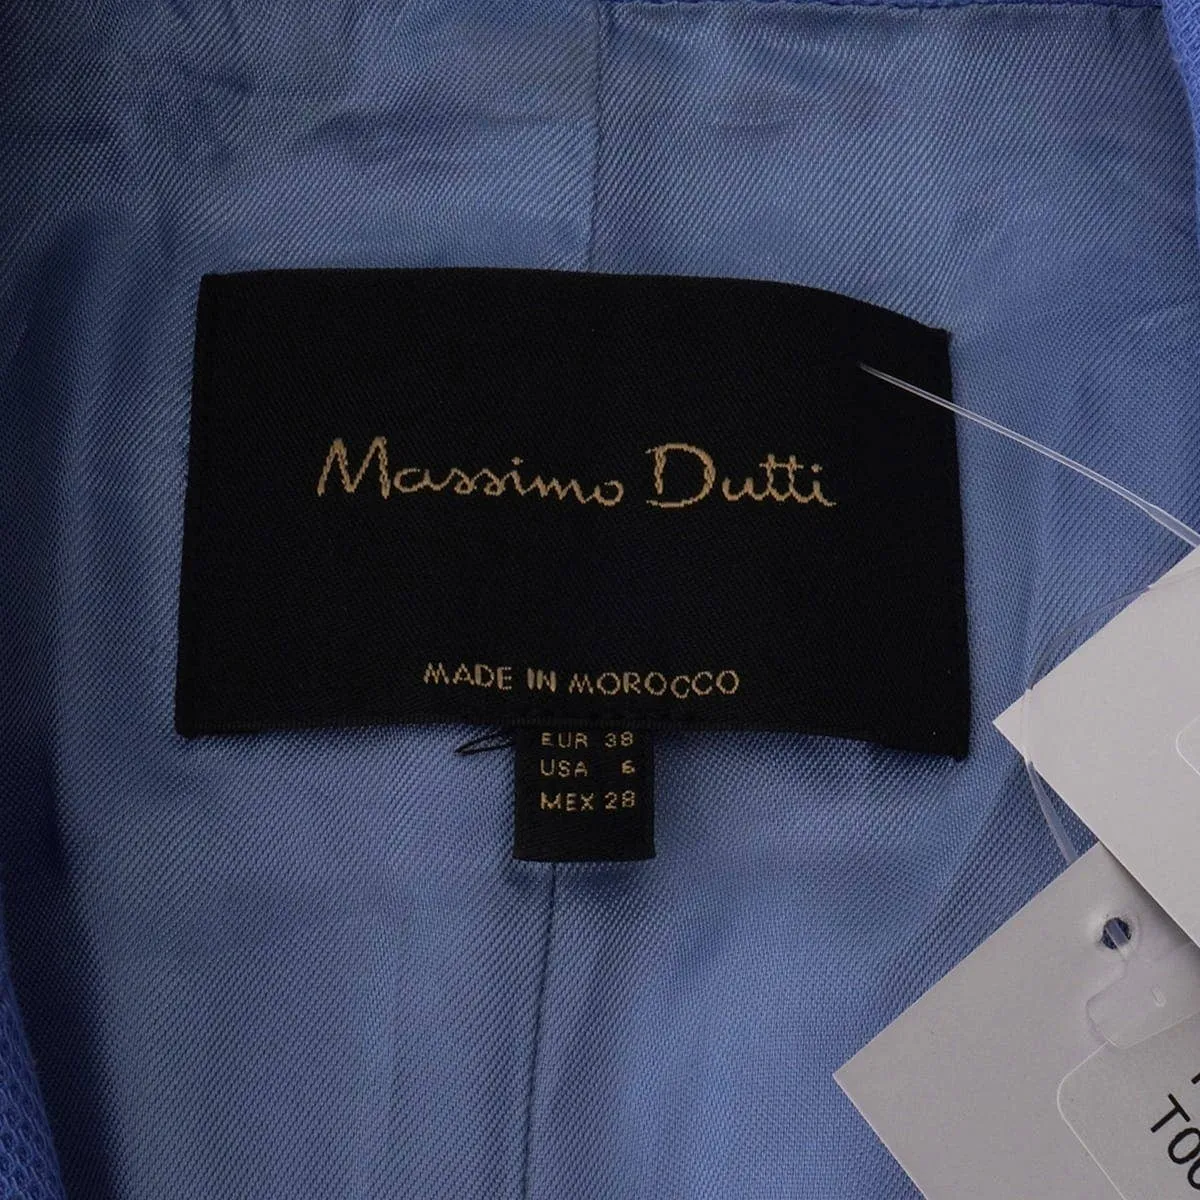 Massimo Dutti
MADE IN MOROCCO
EUR 38
USA 6
MEX 28